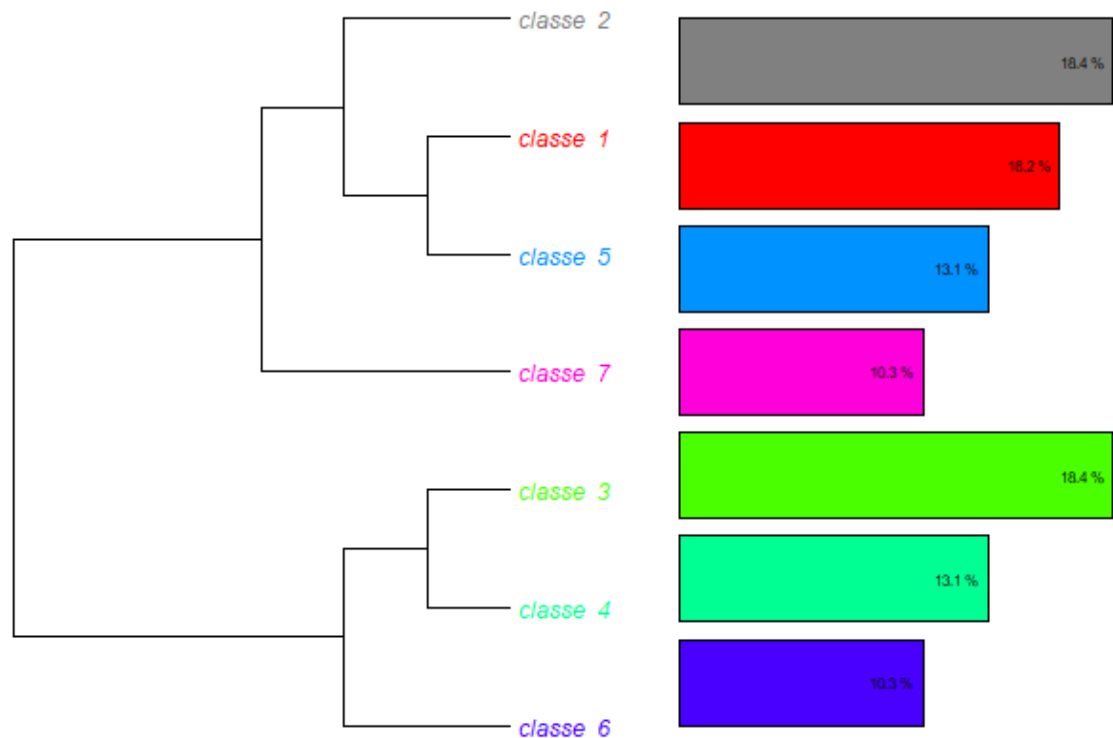 classe 2 18.4 %
classe 1 16.2 %
classe 5 13.1 %
classe 7 10.3 %
classe 3 18.4 %
classe 4 13.1 %
classe 6 10.3 %